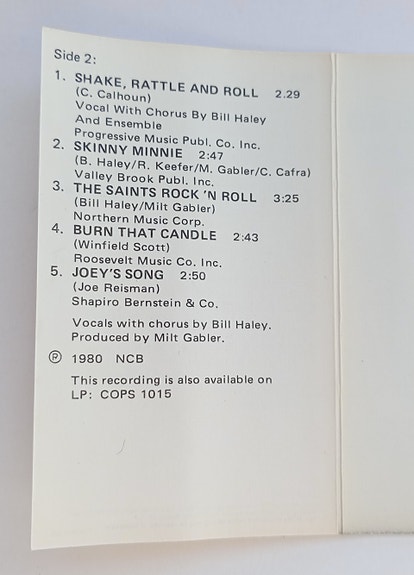 Side 2:
1. SHAKE, RATTLE AND ROLL 2.29
(C. Calhoun)
Vocal With Chorus By Bill Haley
And Ensemble
Progressive Music Publ. Co. Inc.
2. SKINNY MINNIE 2:47
(B. Haley/R. Keefer/M. Gabler/C. Cafra)
Valley Brook Publ. Inc.
3. THE SAINTS ROCK 'N ROLL 3:25
(Bill Haley/Milt Gabler)
Northern Music Corp.
4. BURN THAT CANDLE 2:43
(Winfield Scott)
Roosevelt Music Co. Inc.
5. JOEY'S SONG 2:50
(Joe Reisman)
Shapiro Bernstein & Co.
Vocals with chorus by Bill Haley.
Produced by Milt Gabler.
Ⓟ 1980 NCB
This recording is also available on
LP: COPS 1015